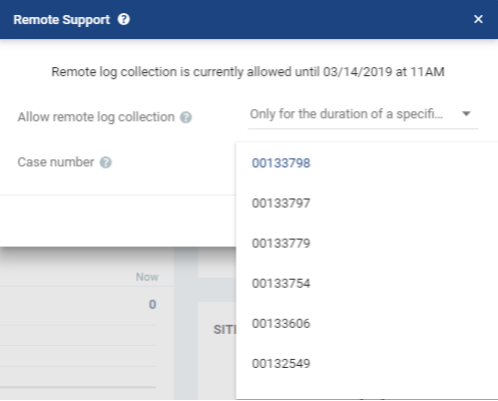 Remote Support ?
Remote log collection is currently allowed until 03/14/2019 at 11AM
Allow remote log collection ? Only for the duration of a specifi...
Case number ?
00133798
00133797
00133779
00133754
00133606
00132549
Now
0
SITI